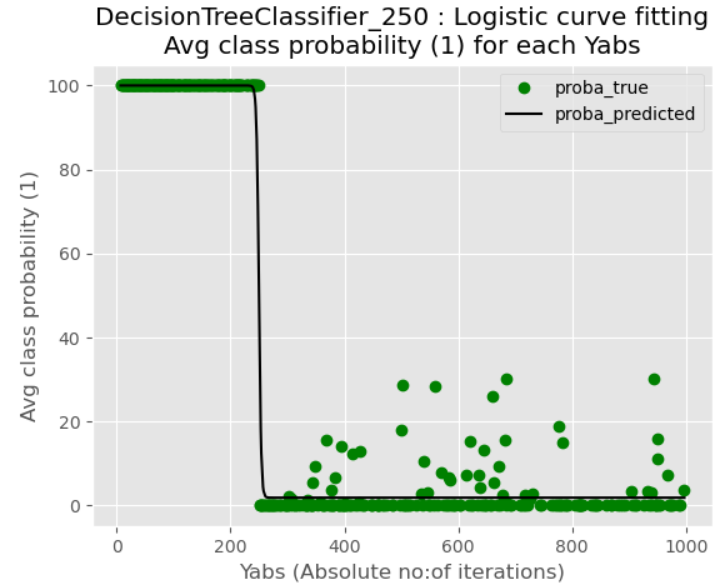 DecisionTreeClassifier_250 : Logistic curve fitting
Avg class probability (1) for each Yabs
proba_true
proba_predicted
Avg class probability (1)
100
80
60
40
20
0
0 200 400 600 800 1000
Yabs (Absolute no:of iterations)